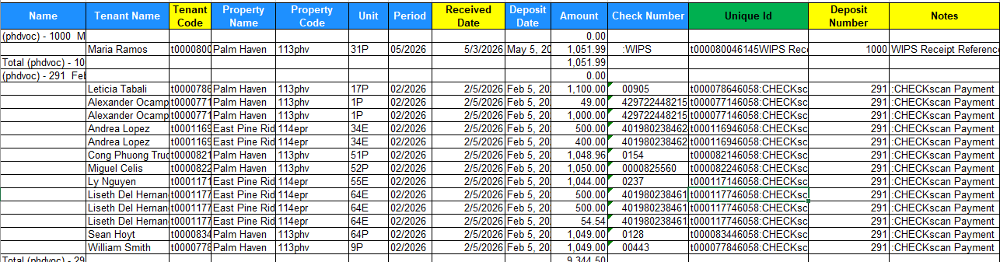 Name Tenant Name Tenant Code Property Name Property Code Unit Period Received Date Deposit Date Amount Check Number Unique Id Deposit Number Notes
(phdvoc) - 1000 M 0.00
Maria Ramos t0000800 Palm Haven 113phv 31P 05/2026 5/3/2026 May 5, 20 1,051.99 :WIPS t000080046145WIPS Rec 1000 WIPS Receipt Reference
Total (phdvoc) - 10 1,051.99
(phdvoc) - 291 Feb 0.00
Leticia Tabali t0000786 Palm Haven 113phv 17P 02/2026 2/5/2026 Feb 5, 20 1,100.00 00905 t000078646058:CHECKsc 291 :CHECKscan Payment
Alexander Ocamp t0000771 Palm Haven 113phv 1P 02/2026 2/5/2026 Feb 5, 20 49.00 429722448215 t000077146058:CHECKsc 291 :CHECKscan Payment
Alexander Ocamp t0000771 Palm Haven 113phv 1P 02/2026 2/5/2026 Feb 5, 20 1,000.00 429722448215 t000077146058:CHECKsc 291 :CHECKscan Payment
Andrea Lopez t0001169 East Pine Rid 114epr 34E 02/2026 2/5/2026 Feb 5, 20 500.00 401980238462 t000116946058:CHECKsc 291 :CHECKscan Payment
Andrea Lopez t0001169 East Pine Rid 114epr 34E 02/2026 2/5/2026 Feb 5, 20 400.00 401980238462 t000116946058:CHECKsc 291 :CHECKscan Payment
Cong Phuong Truc t0000821 Palm Haven 113phv 51P 02/2026 2/5/2026 Feb 5, 20 1,048.96 0154 t000082146058:CHECKsc 291 :CHECKscan Payment
Miguel Celis t0000822 Palm Haven 113phv 52P 02/2026 2/5/2026 Feb 5, 20 1,050.00 0000825560 t000082246058:CHECKsc 291 :CHECKscan Payment
Ly Nguyen t0001171 East Pine Rid 114epr 55E 02/2026 2/5/2026 Feb 5, 20 1,044.00 0237 t000117146058:CHECKsc 291 :CHECKscan Payment
Liseth Del Hernan t0001177 East Pine Rid 114epr 64E 02/2026 2/5/2026 Feb 5, 20 500.00 401980238461 t000117746058:CHECKsc 291 :CHECKscan Payment
Liseth Del Hernan t0001177 East Pine Rid 114epr 64E 02/2026 2/5/2026 Feb 5, 20 500.00 401980238461 t000117746058:CHECKsc 291 :CHECKscan Payment
Liseth Del Hernan t0001177 East Pine Rid 114epr 64E 02/2026 2/5/2026 Feb 5, 20 54.54 401980238461 t000117746058:CHECKsc 291 :CHECKscan Payment
Sean Hoyt t0000834 Palm Haven 113phv 64P 02/2026 2/5/2026 Feb 5, 20 1,049.00 0128 t000083446058:CHECKsc 291 :CHECKscan Payment
William Smith t0000778 Palm Haven 113phv 9P 02/2026 2/5/2026 Feb 5, 20 1,049.00 00443 t000077846058:CHECKsc 291 :CHECKscan Payment
Total (phdvoc) - 29 9,344.50